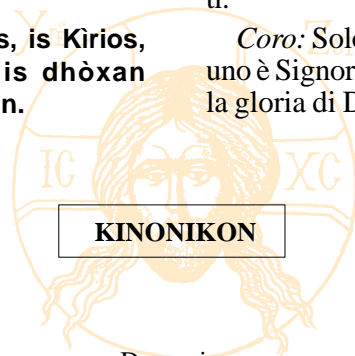 s, is Kìrios,
is dhòxan
n.
ti.
Coro: Sol
uno è Signor
la gloria di D
IC XC
KINONIKON